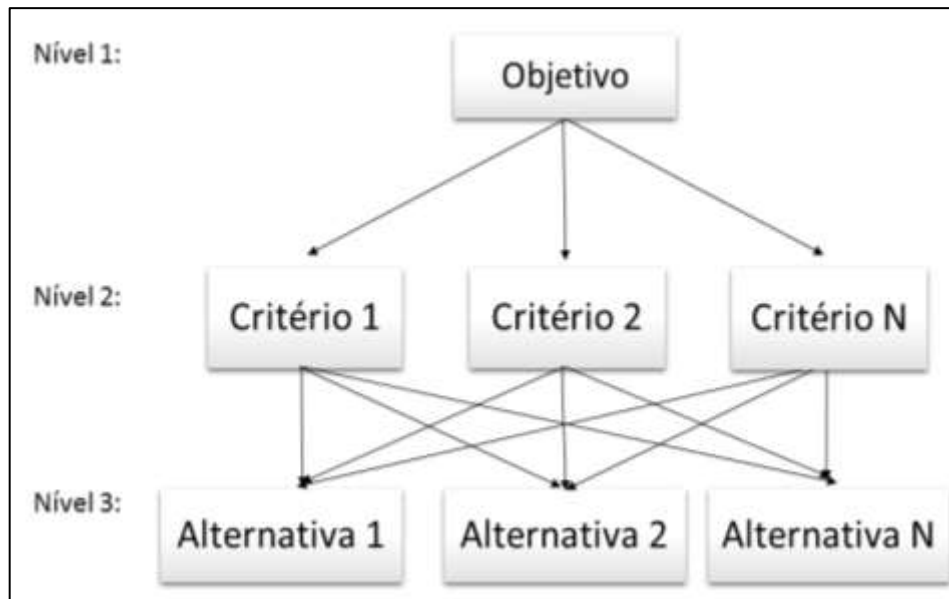 Nível 1:
Objetivo
Nível 2:
Critério 1
Critério 2
Critério N
Nível 3:
Alternativa 1
Alternativa 2
Alternativa N